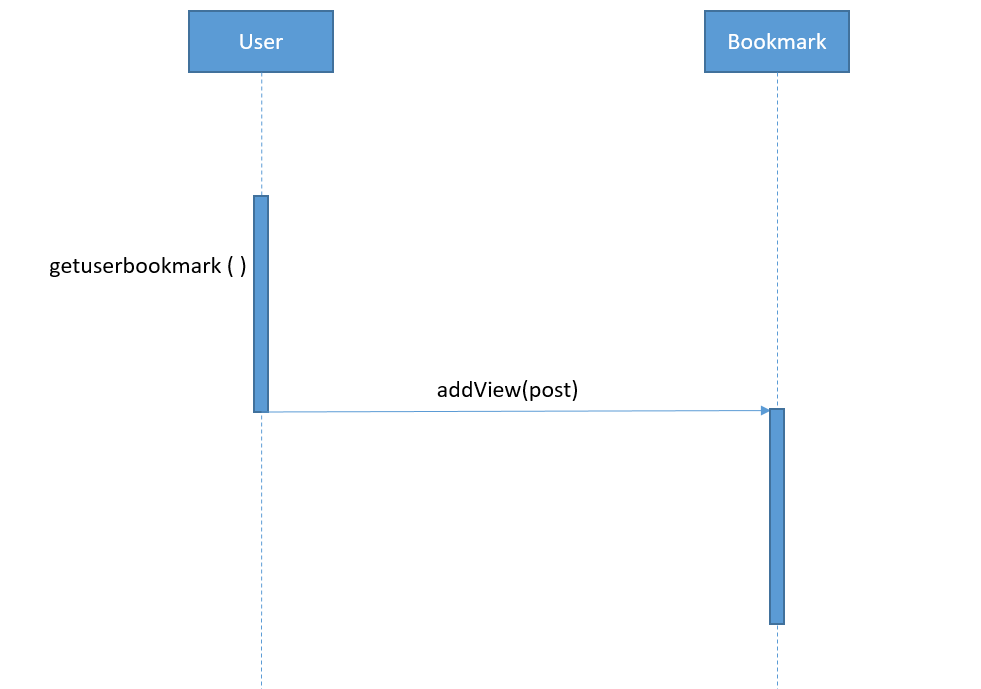 User
Bookmark
getuserbookmark ( )
addView(post)